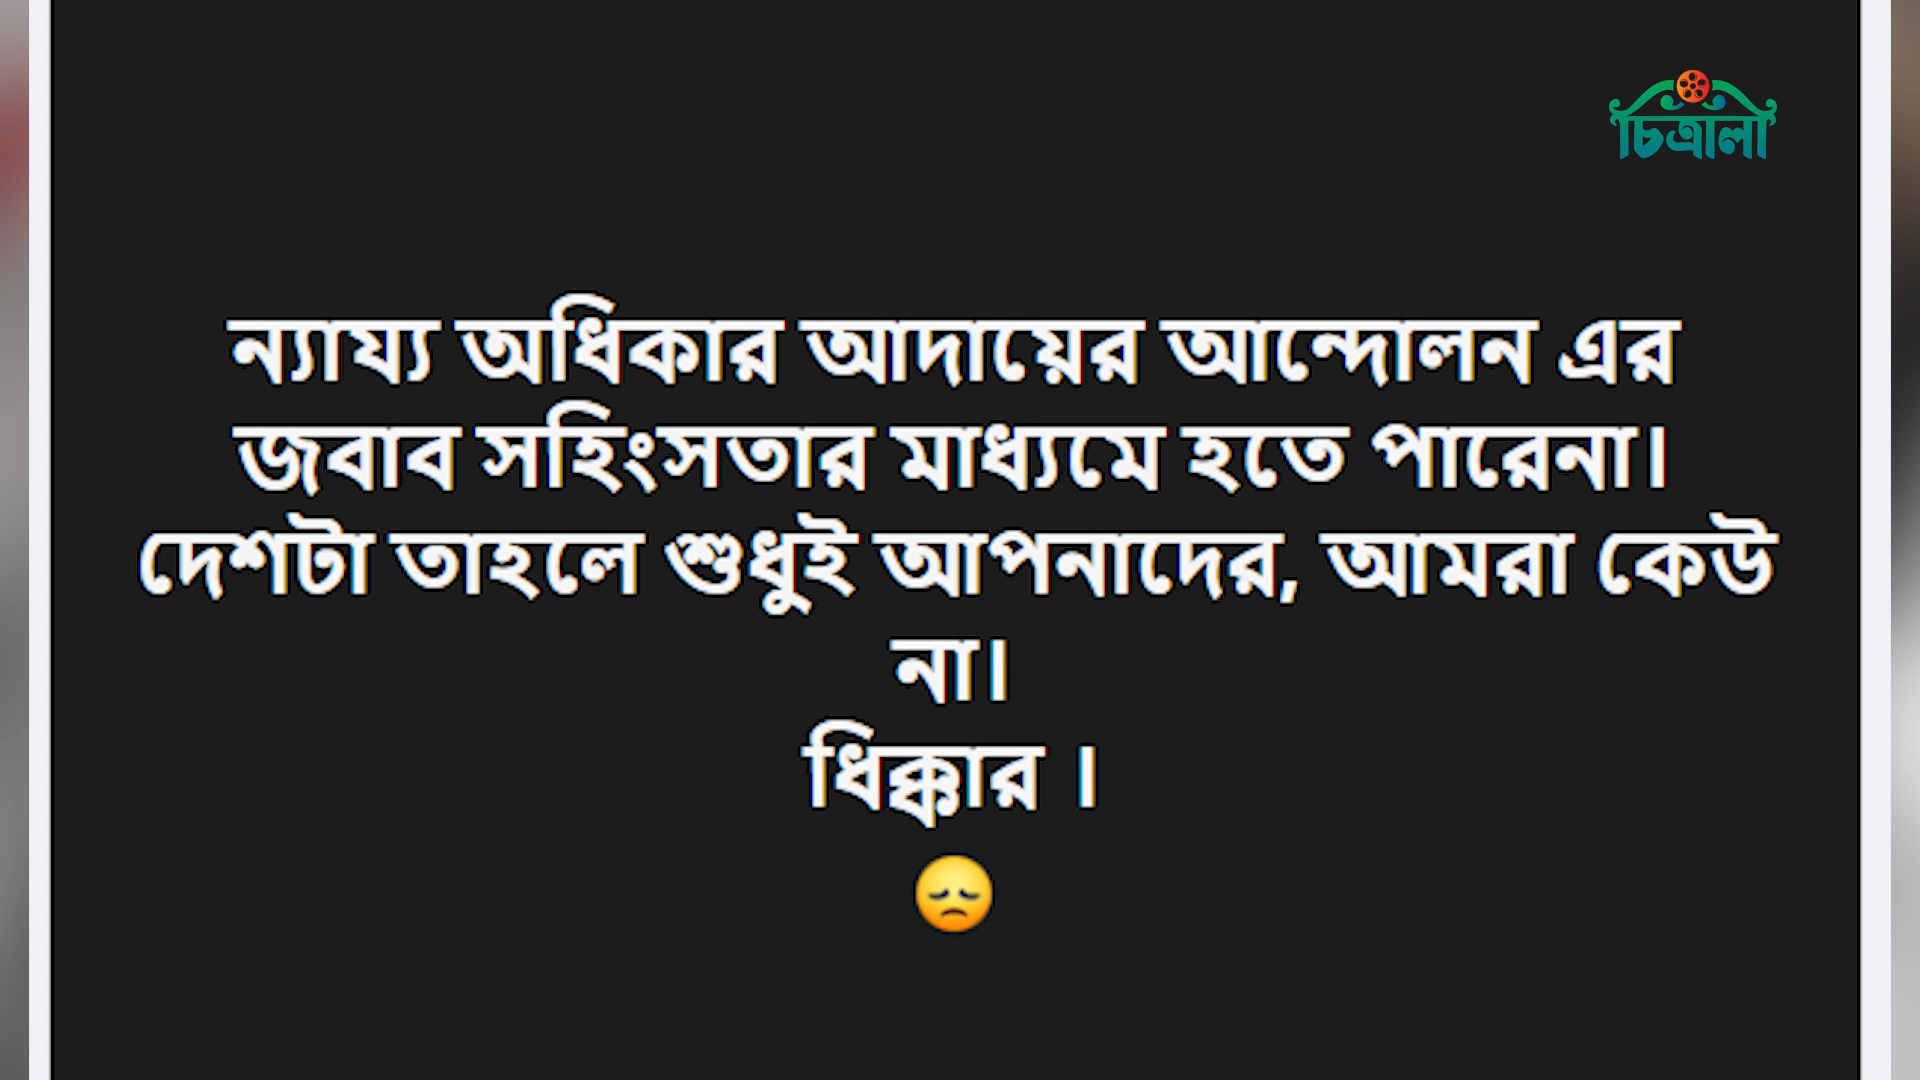 চিত্রালী
ন্যায্য অধিকার আদায়ের আন্দোলন এর
জবাব সহিংসতার মাধ্যমে হতে পারেনা।
দেশটা তাহলে শুধুই আপনাদের, আমরা কেউ
না।
ধিক্কার ।
😞